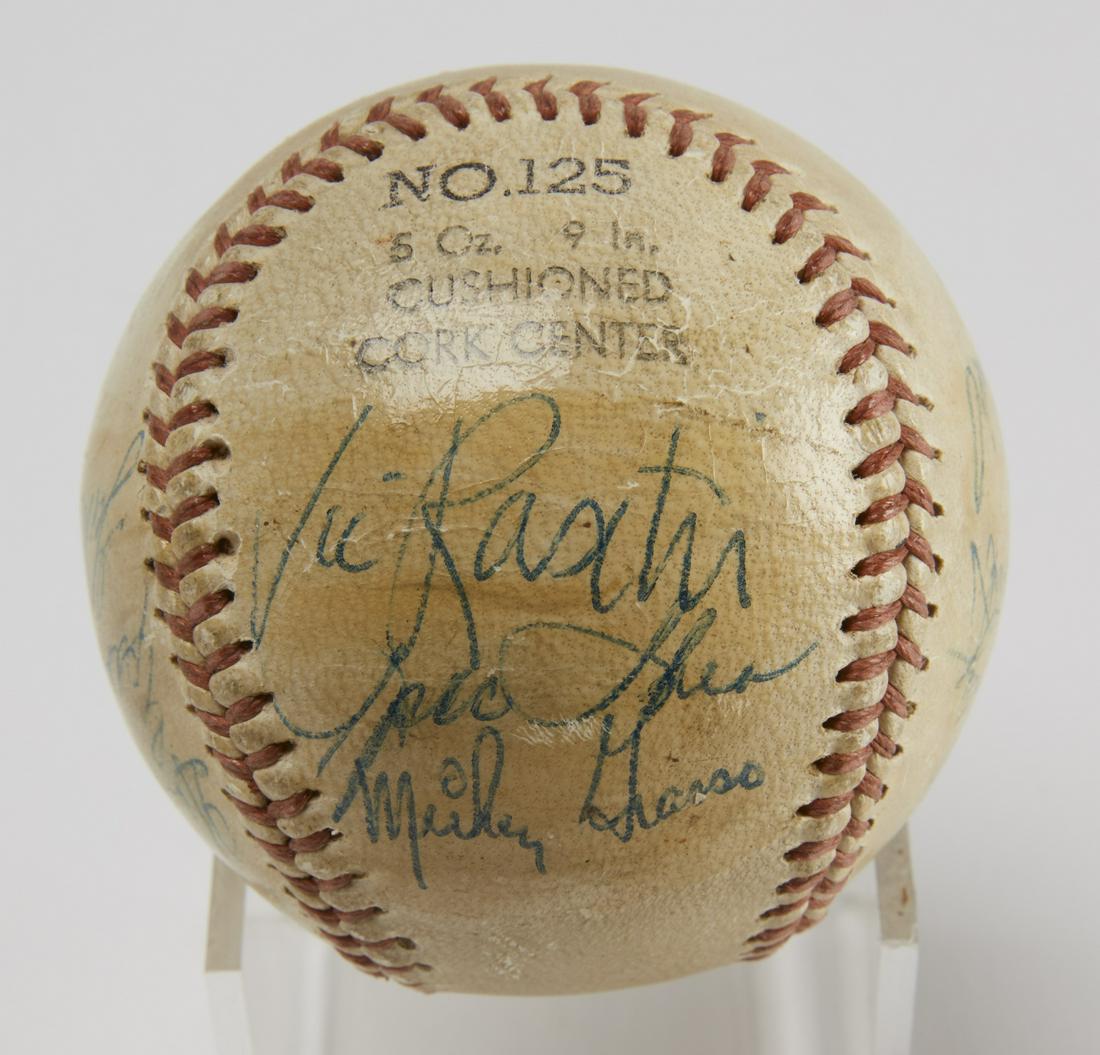 NO.125
5 Oz. 9 In.
CUSHIONED
CORK CENTER
Vic Raschi
Spec Shea
Mickey Grasso